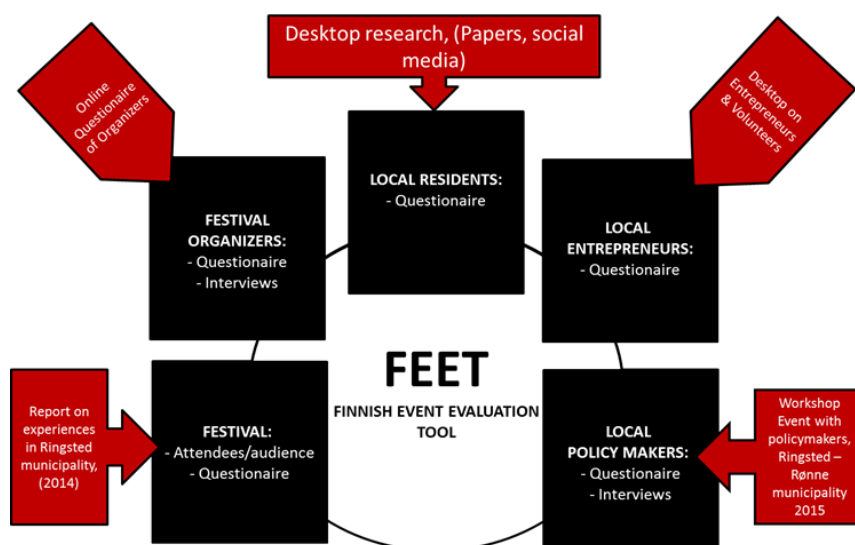 Desktop research, (Papers, social
media)
Online
Questionaire
of Organizers
Desktop on
Entrepreneurs
& Volunteers
LOCAL RESIDENTS:
- Questionaire
FESTIVAL
ORGANIZERS:
- Questionaire
- Interviews
LOCAL
ENTREPRENEURS:
- Questionaire
FEET
FINNISH EVENT EVALUATION
TOOL
Report on
experiences
in Ringsted
municipality,
(2014)
FESTIVAL:
- Attendees/audience
- Questionaire
LOCAL
POLICY MAKERS:
- Questionaire
- Interviews
Workshop
Event with
policymakers,
Ringsted –
Rønne
municipality
2015